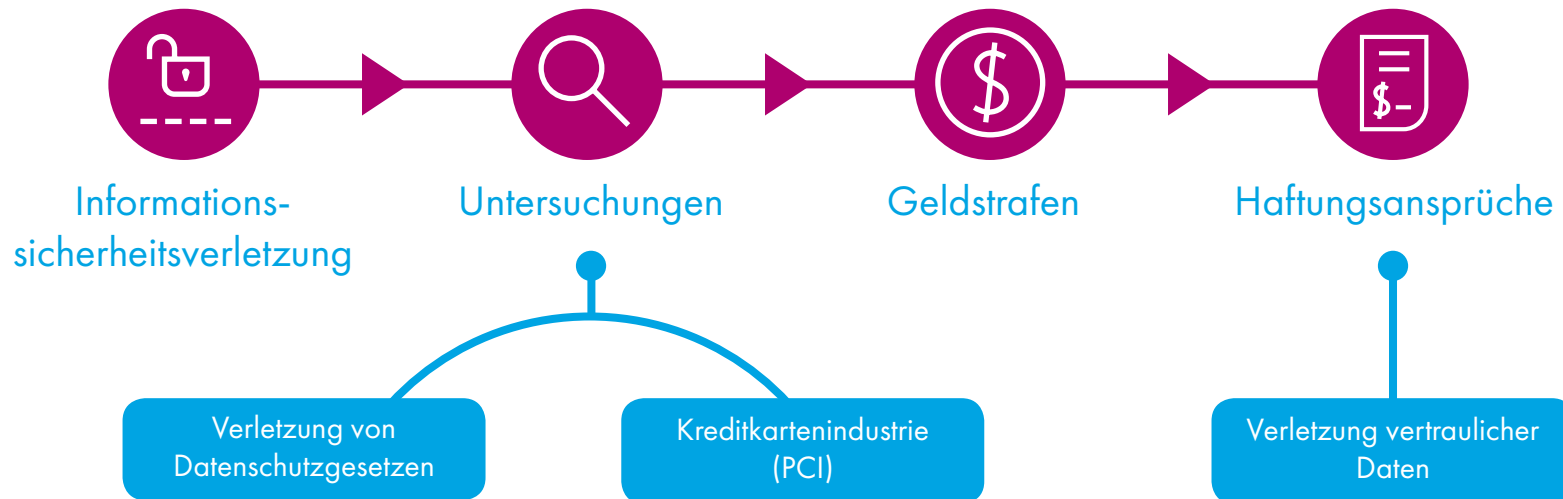 Informations-
sicherheitsverletzung
Untersuchungen
Geldstrafen
Haftungsansprüche
Verletzung von
Datenschutzgesetzen
Kreditkartenindustrie
(PCI)
Verletzung vertraulicher
Daten